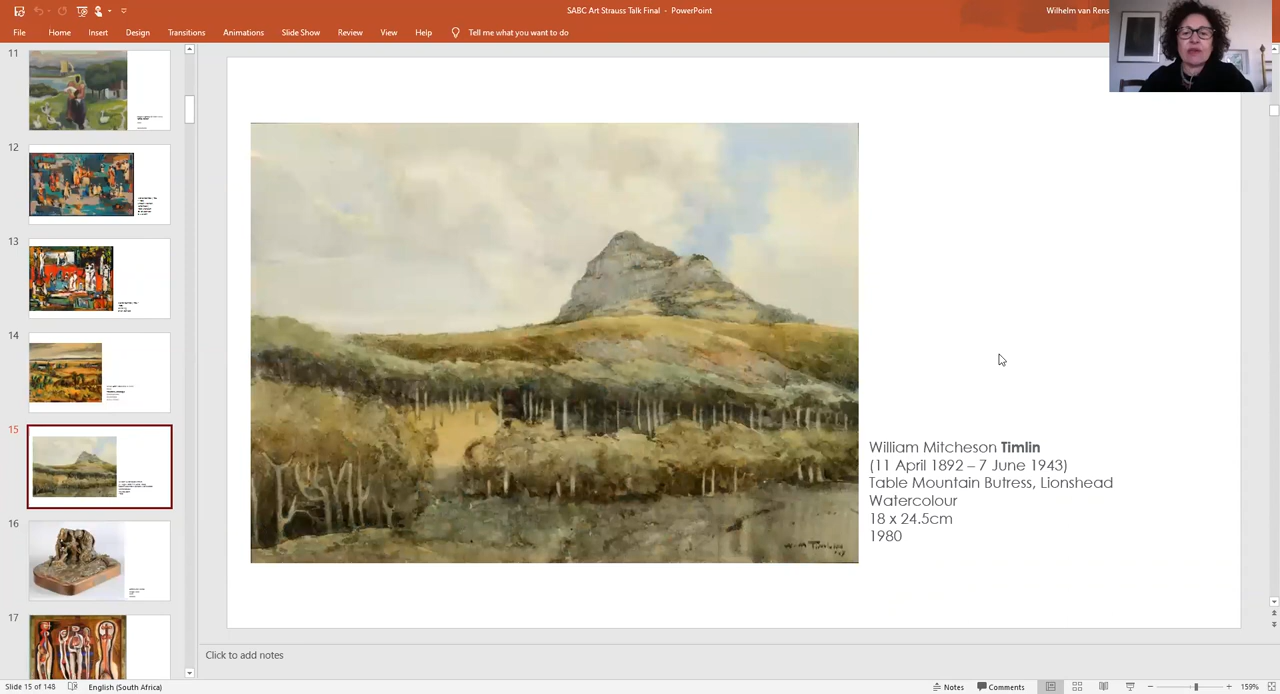 SABC Art Strauss Talk Final - PowerPoint
Wilhelm van Rens
File Home Insert Design Transitions Animations Slide Show Review View Help Tell me what you want to do
11
12
13
14
15
16
17
William Mitcheson Timlin
(11 April 1892 – 7 June 1943)
Table Mountain Butress, Lionshead
Watercolour
18 x 24.5cm
1980
Click to add notes
Slide 15 of 148 English (South Africa) Notes Comments 159%